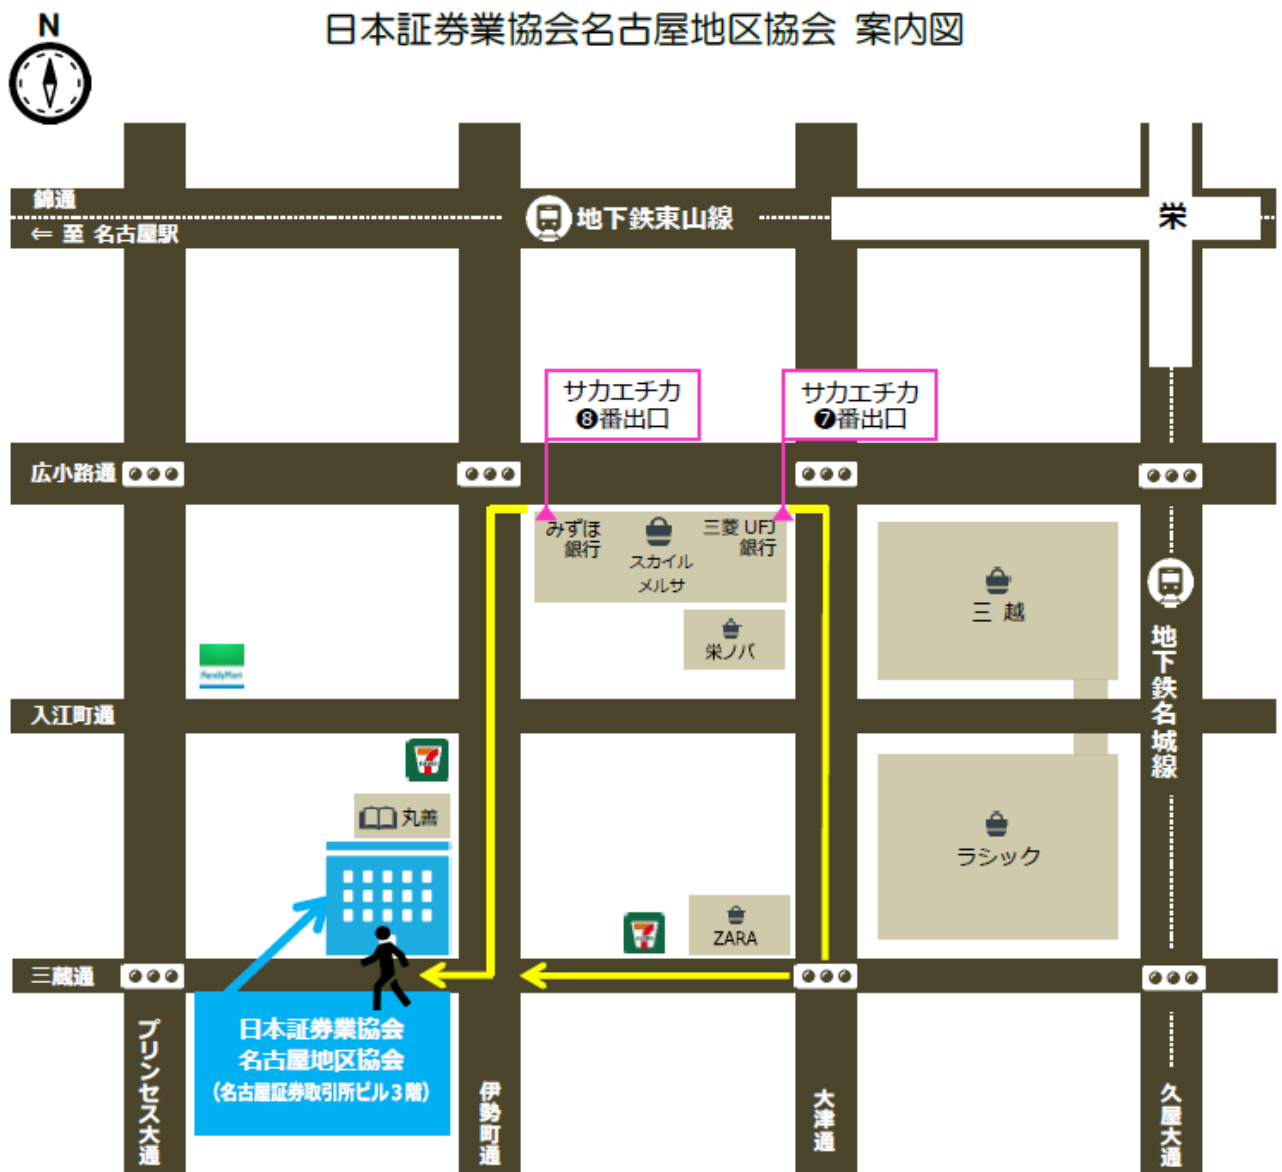 日本証券業協会名古屋地区協会 案内図
N
錦通
⇐ 至 名古屋駅
地下鉄東山線
栄
サカエチカ
❽番出口
サカエチカ
❼番出口
広小路通
みずほ
銀行
スカイル
メルサ
三菱 UFJ
銀行
三 越
栄ノバ
FamilyMart
地下鉄名城線
入江町通
7
丸善
ラシック
7
ZARA
三蔵通
日本証券業協会
名古屋地区協会
(名古屋証券取引所ビル3階)
プリンセス大通
伊勢町通
大津通
久屋大通